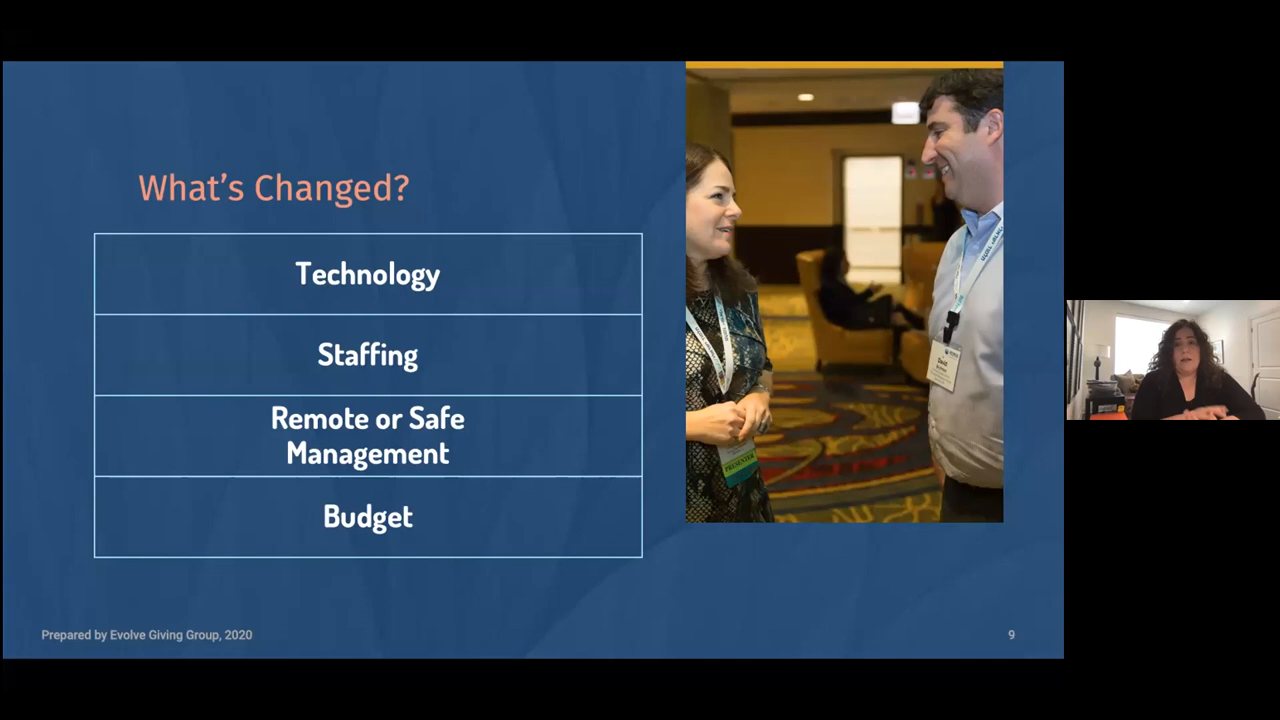 What's Changed?
Technology
Staffing
Remote or Safe
Management
Budget
PRESENTER
Prepared by Evolve Giving Group, 2020
9